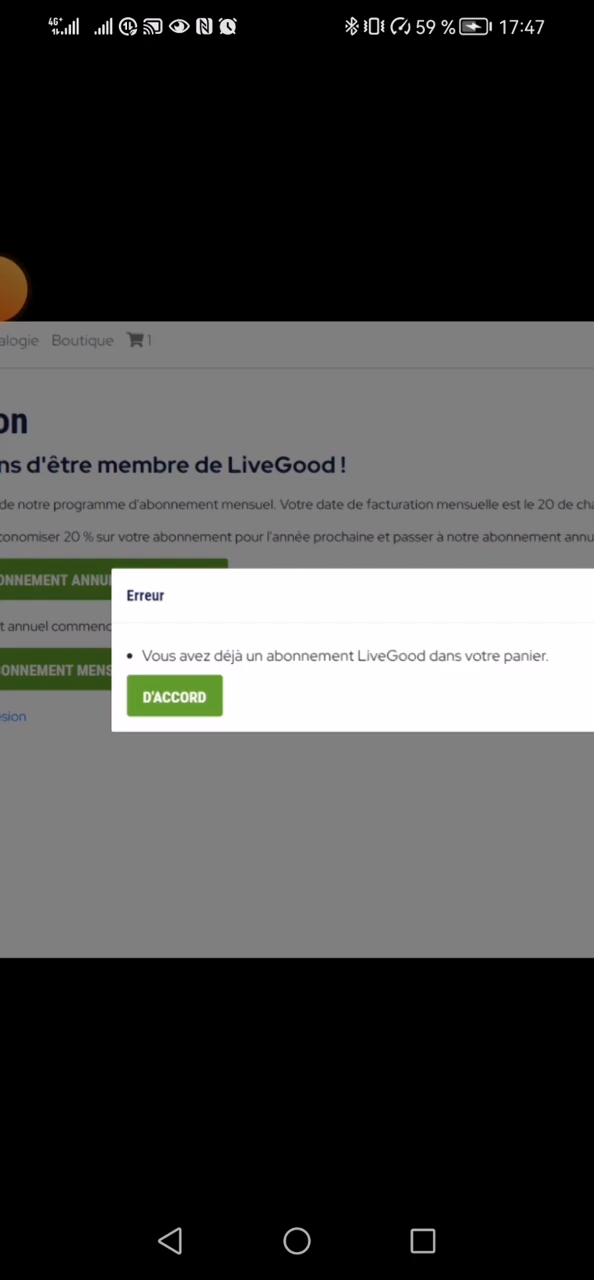 4G+ 59 % 17:47
alogie Boutique 1
on
ns d'être membre de LiveGood !
de notre programme d'abonnement mensuel. Votre date de facturation mensuelle est le 20 de cha
conomiser 20 % sur votre abonnement pour l'année prochaine et passer à notre abonnement annu
ONNEMENT ANNU
Erreur
t annuel commenc
• Vous avez déjà un abonnement LiveGood dans votre panier.
ONNEMENT MENS
D'ACCORD
sion